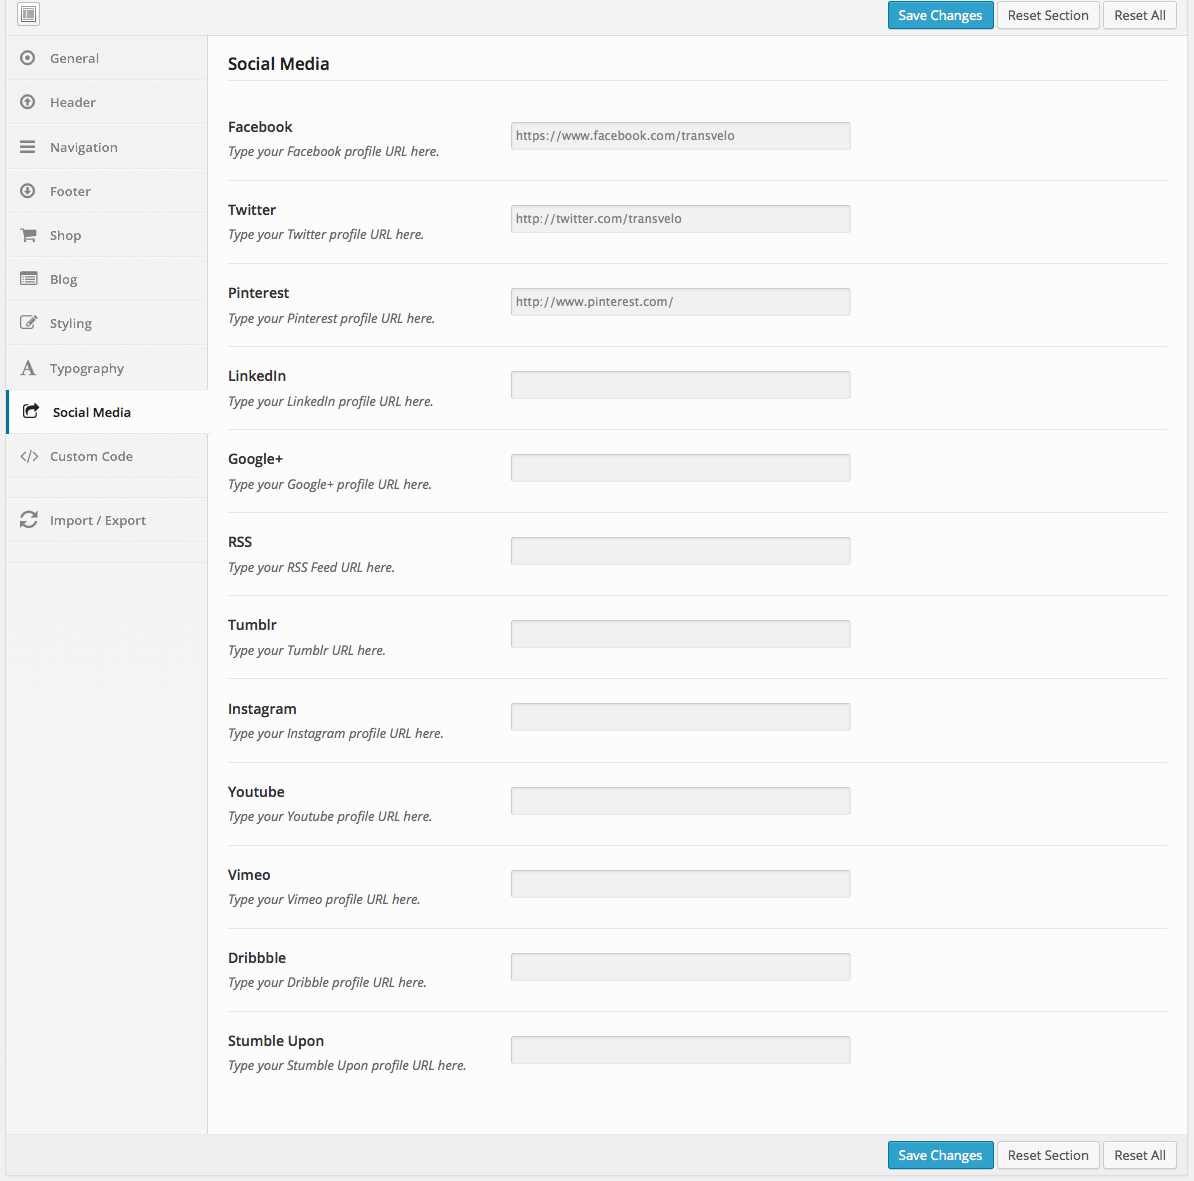 Save Changes Reset Section Reset All
General
Header
Navigation
Footer
Shop
Blog
Styling
Typography
Social Media
Custom Code
Import / Export
Social Media
Facebook
Type your Facebook profile URL here.
https://www.facebook.com/transvelo
Twitter
Type your Twitter profile URL here.
http://twitter.com/transvelo
Pinterest
Type your Pinterest profile URL here.
http://www.pinterest.com/
LinkedIn
Type your LinkedIn profile URL here.
Google+
Type your Google+ profile URL here.
RSS
Type your RSS Feed URL here.
Tumblr
Type your Tumblr URL here.
Instagram
Type your Instagram profile URL here.
Youtube
Type your Youtube profile URL here.
Vimeo
Type your Vimeo profile URL here.
Dribbble
Type your Dribble profile URL here.
Stumble Upon
Type your Stumble Upon profile URL here.
Save Changes Reset Section Reset All